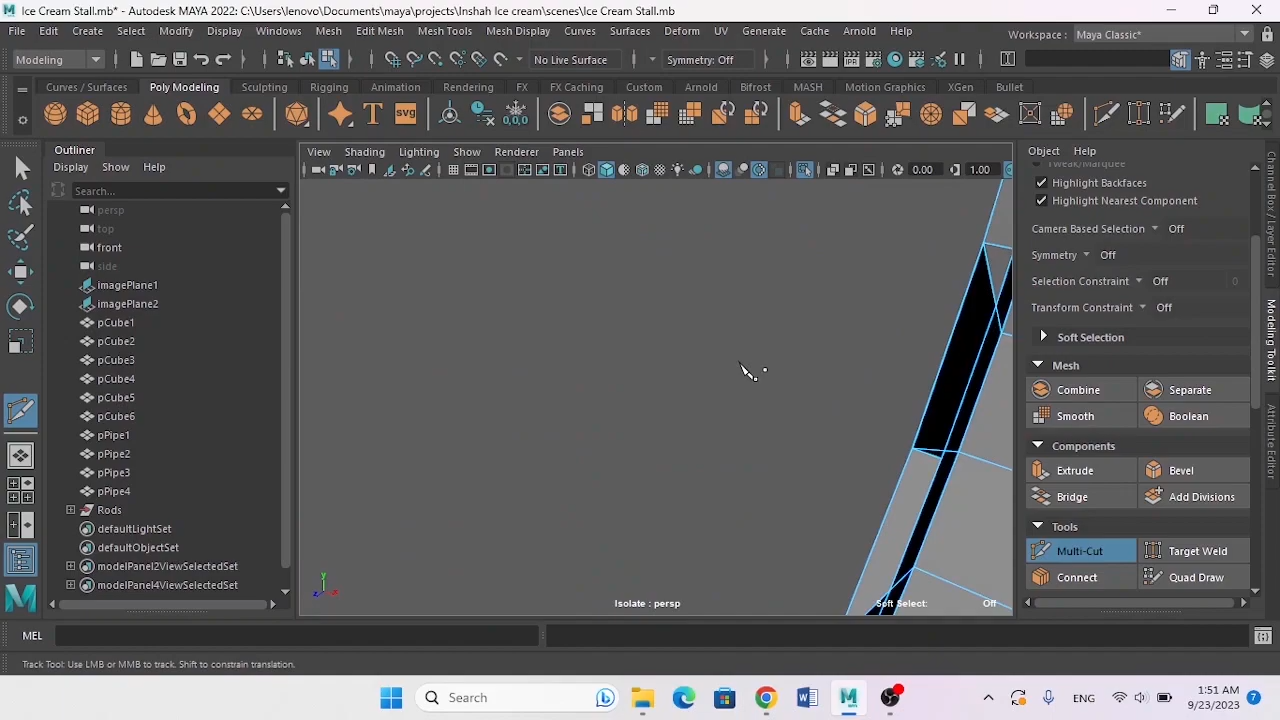 Ice Cream Stall.mb* - Autodesk MAYA 2022: C:\Users\lenovo\Documents\maya\projects\Inshah Ice cream\scenes\Ice Cream Stall.mb
File Edit Create Select Modify Display Windows Mesh Edit Mesh Mesh Tools Mesh Display Curves Surfaces Deform UV Generate Cache Arnold Help Workspace: Maya Classic*
Modeling No Live Surface Symmetry: Off
Curves / Surfaces Poly Modeling Sculpting Rigging Animation Rendering FX FX Caching Custom Arnold Bifrost MASH Motion Graphics XGen Bullet
svg 0,0,0
Outliner
Display Show Help
Search...
persp
top
front
side
imagePlane1
imagePlane2
pCube1
pCube2
pCube3
pCube4
pCube5
pCube6
pPipe1
pPipe2
pPipe3
pPipe4
Rods
defaultLightSet
defaultObjectSet
modelPanel2ViewSelectedSet
modelPanel4ViewSelectedSet
View Shading Lighting Show Renderer Panels
0.00 1.00
y
x
z
Isolate : persp
Soft Select: Off
Object Help
Tweak/Marquee
Highlight Backfaces
Highlight Nearest Component
Camera Based Selection Off
Symmetry Off
Selection Constraint Off 0
Transform Constraint Off
Soft Selection
Mesh
Combine Separate
Smooth Boolean
Components
Extrude Bevel
Bridge Add Divisions
Tools
Multi-Cut Target Weld
Connect Quad Draw
Channel Box / Layer Editor
Modeling Toolkit
Attribute Editor
MEL
Track Tool: Use LMB or MMB to track. Shift to constrain translation.
Search
ENG
1:51 AM
9/23/2023
7